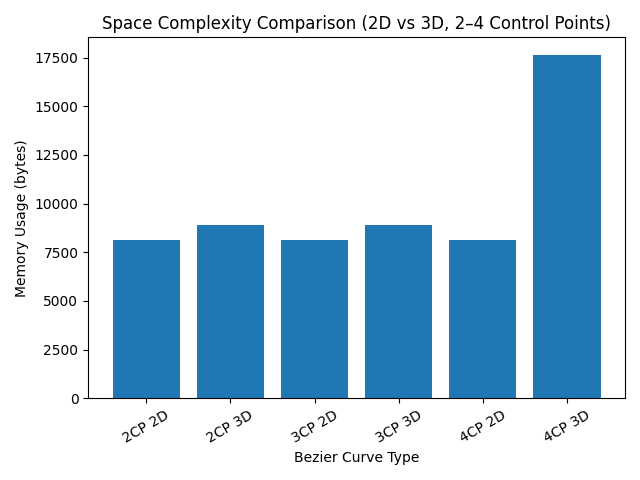 Space Complexity Comparison (2D vs 3D, 2–4 Control Points)
Memory Usage (bytes)
17500
15000
12500
10000
7500
5000
2500
0
2CP 2D
2CP 3D
3CP 2D
3CP 3D
4CP 2D
4CP 3D
Bezier Curve Type